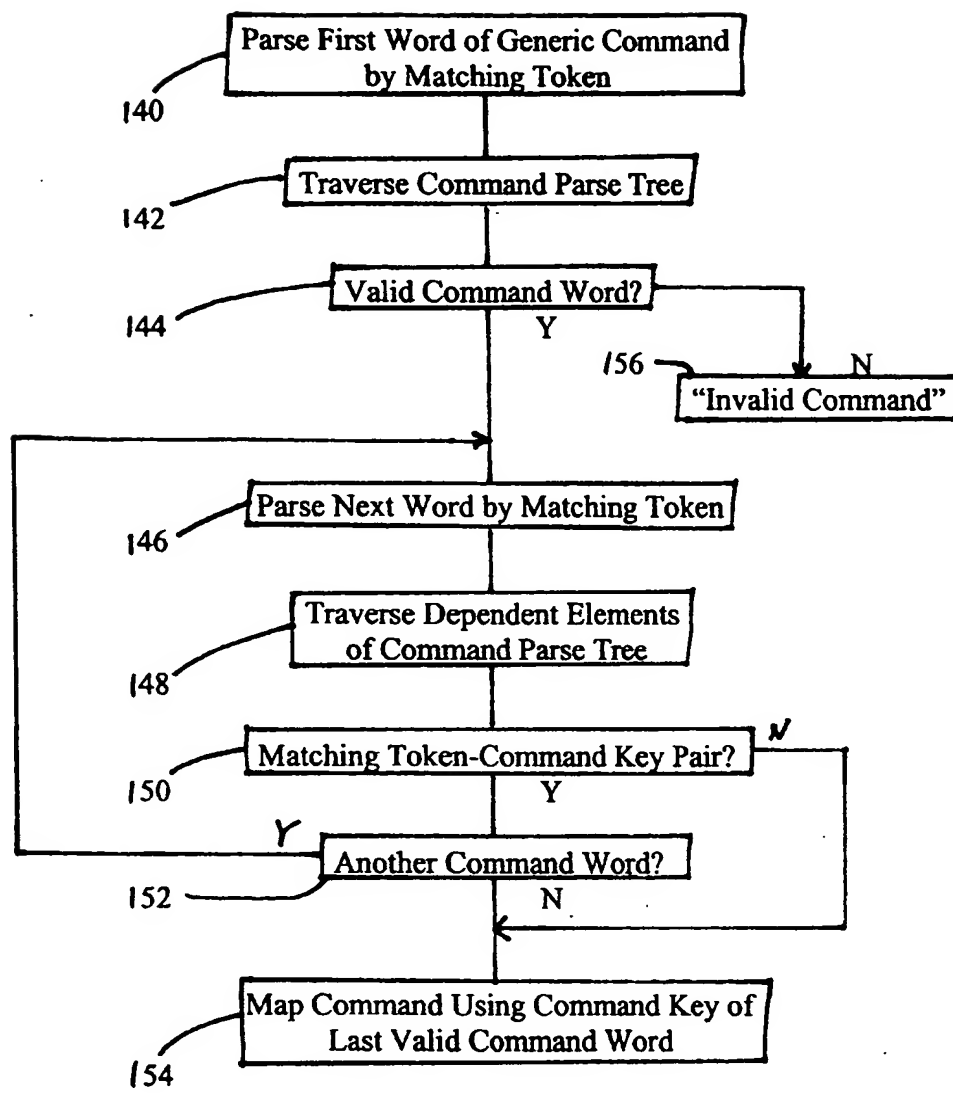 Parse First Word of Generic Command
by Matching Token
140
Traverse Command Parse Tree
142
Valid Command Word?
144
Y
156
N
"Invalid Command"
Parse Next Word by Matching Token
146
Traverse Dependent Elements
of Command Parse Tree
148
N
Matching Token-Command Key Pair?
150
Y
Y
Another Command Word?
152
N
Map Command Using Command Key of
Last Valid Command Word
154